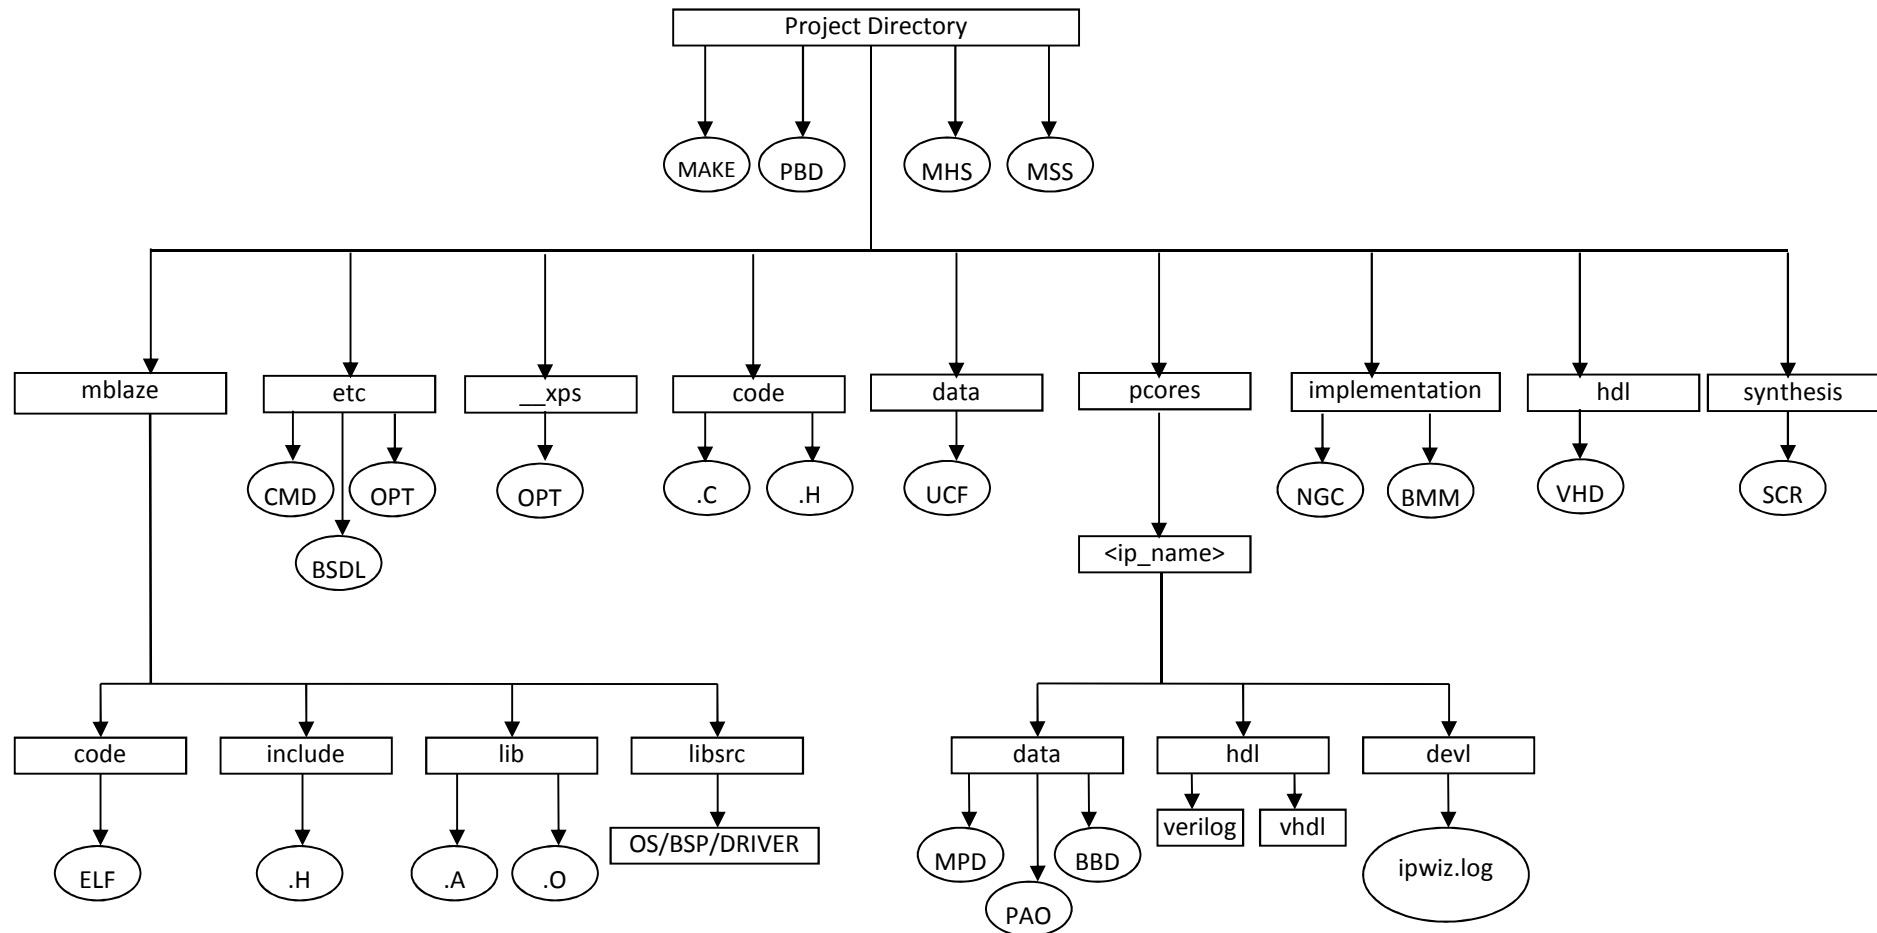 Project Directory
MAKE
PBD
MHS
MSS
mblaze
etc
__xps
code
data
pcores
implementation
hdl
synthesis
CMD
OPT
OPT
.C
.H
UCF
NGC
BMM
VHD
SCR
BSDL
<ip_name>
code
include
lib
libsrc
data
hdl
devl
verilog
vhdl
OS/BSP/DRIVER
ELF
.H
.A
.O
MPD
BBD
ipwiz.log
PAO